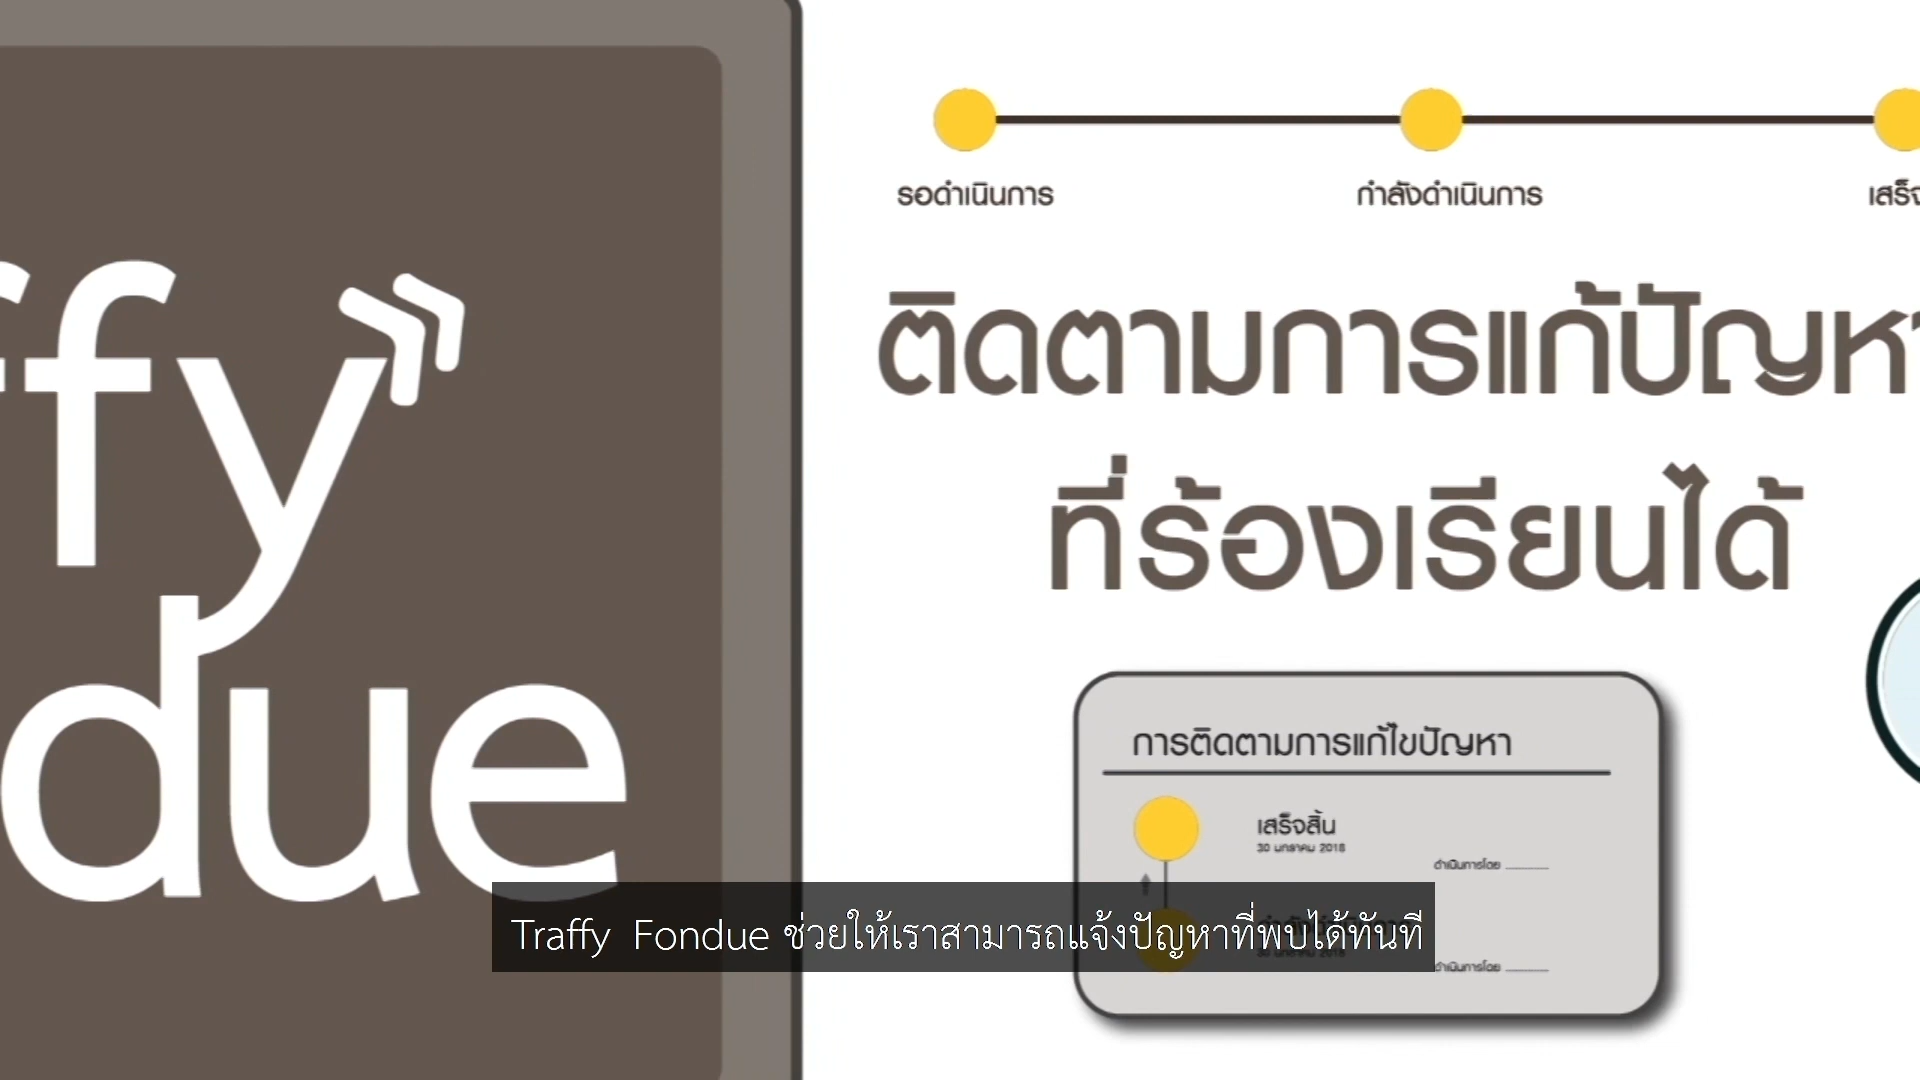 ffy
due
รอดำเนินการ
กำลังดำเนินการ
ติดตามการแก้ปัญหา
ที่ร้องเรียนได้
การติดตามการแก้ไขปัญหา
เสร็จสิ้น
30 มกราคม 2018
ดำเนินการโดย
Traffy Fondue ช่วยให้เราสามารถแจ้งปัญหาที่พบได้ทันที
ดำเนินการโดย